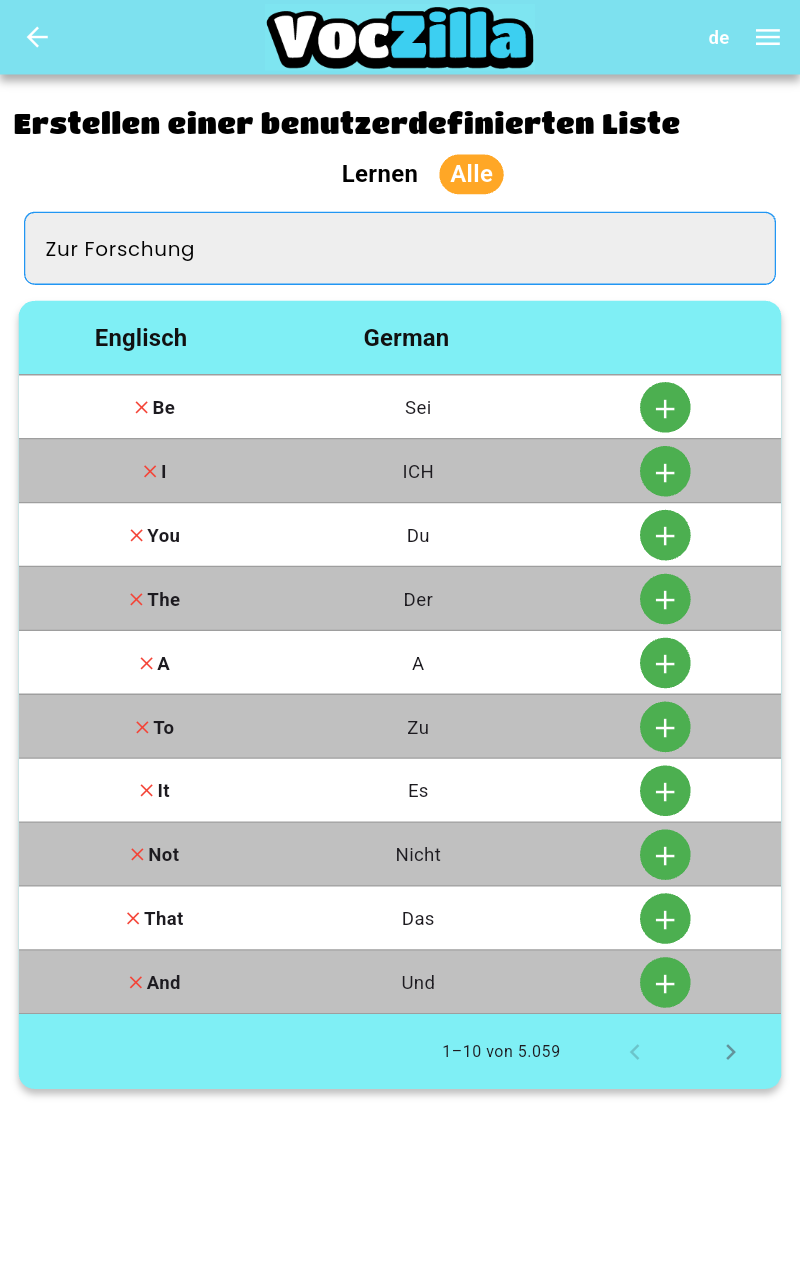 VocZilla
de
Erstellen einer benutzerdefinierten Liste
Lernen Alle
Zur Forschung
Englisch German
Be Sei
I ICH
You Du
The Der
A A
To Zu
It Es
Not Nicht
That Das
And Und
1–10 von 5.059